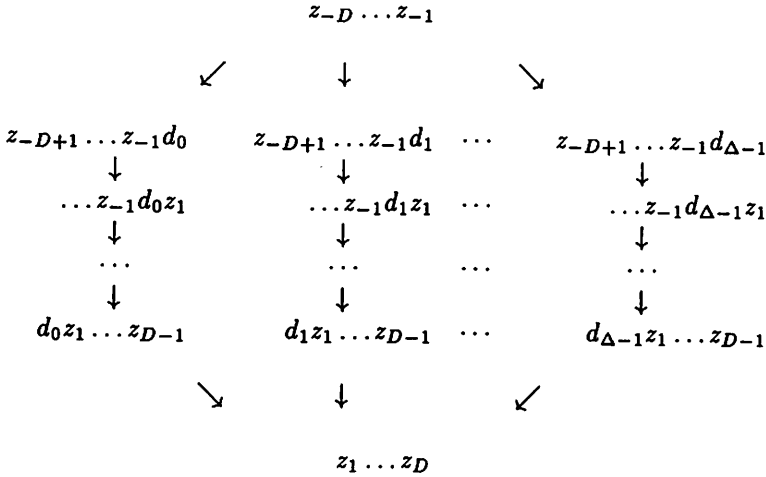 z_{-D} … z_{-1}
↙ ↓ ↘
z_{-D+1} … z_{-1}d_0 z_{-D+1} … z_{-1}d_1 ⋯ z_{-D+1} … z_{-1}d_{Δ-1}
↓ ↓ ↓
… z_{-1}d_0z_1 … z_{-1}d_1z_1 ⋯ … z_{-1}d_{Δ-1}z_1
↓ ↓ ↓
⋯ ⋯ ⋯ ⋯
↓ ↓ ↓
d_0z_1 … z_{D-1} d_1z_1 … z_{D-1} ⋯ d_{Δ-1}z_1 … z_{D-1}
↘ ↓ ↙
z_1 … z_D